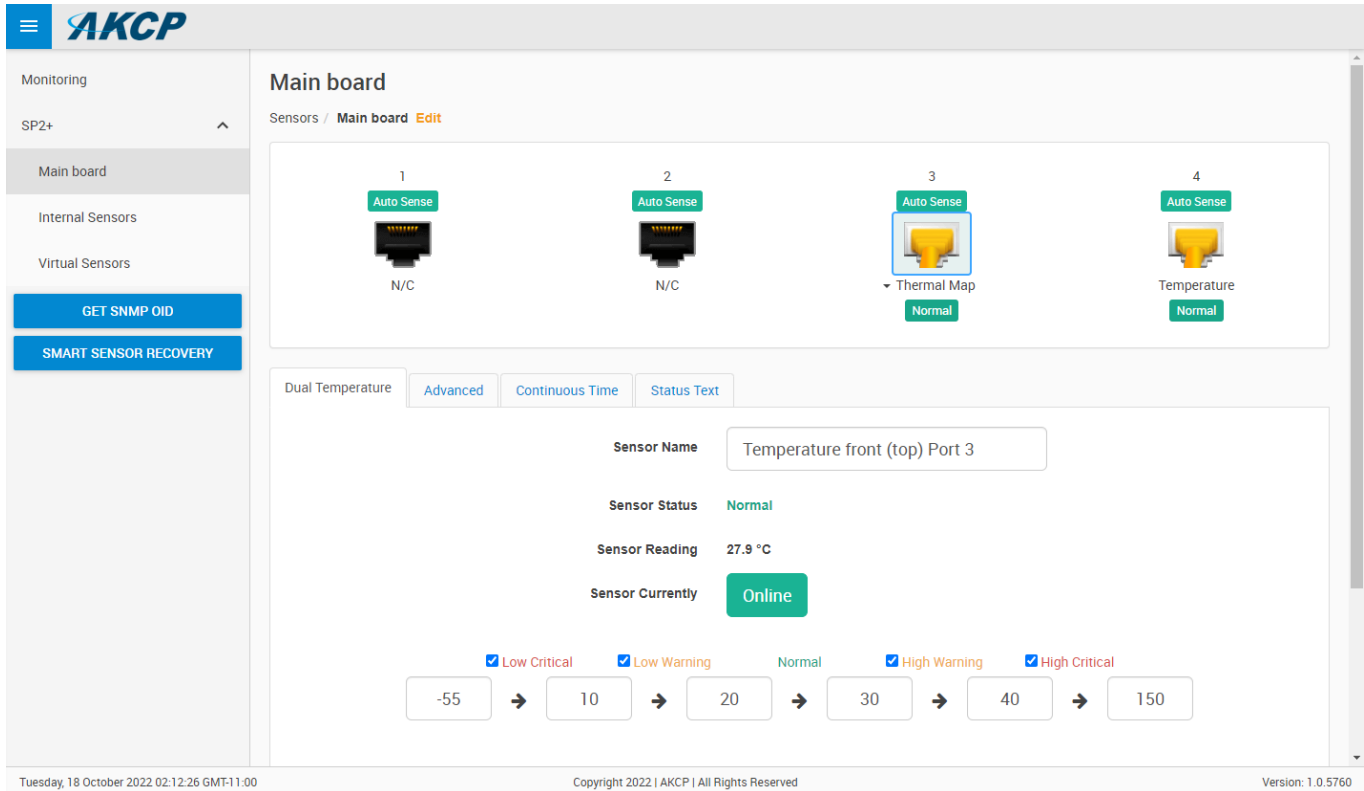 AKCP
Monitoring
SP2+
Main board
Internal Sensors
Virtual Sensors
GET SNMP OID
SMART SENSOR RECOVERY
Main board
Sensors / Main board Edit
1 2 3 4
Auto Sense Auto Sense Auto Sense Auto Sense
N/C N/C Thermal Map Temperature
Normal Normal
Dual Temperature Advanced Continuous Time Status Text
Sensor Name Temperature front (top) Port 3
Sensor Status Normal
Sensor Reading 27.9 °C
Sensor Currently Online
Low Critical Low Warning Normal High Warning High Critical
-55 10 20 30 40 150
Tuesday, 18 October 2022 02:12:26 GMT-11:00 Copyright 2022 | AKCP | All Rights Reserved Version: 1.0.5760